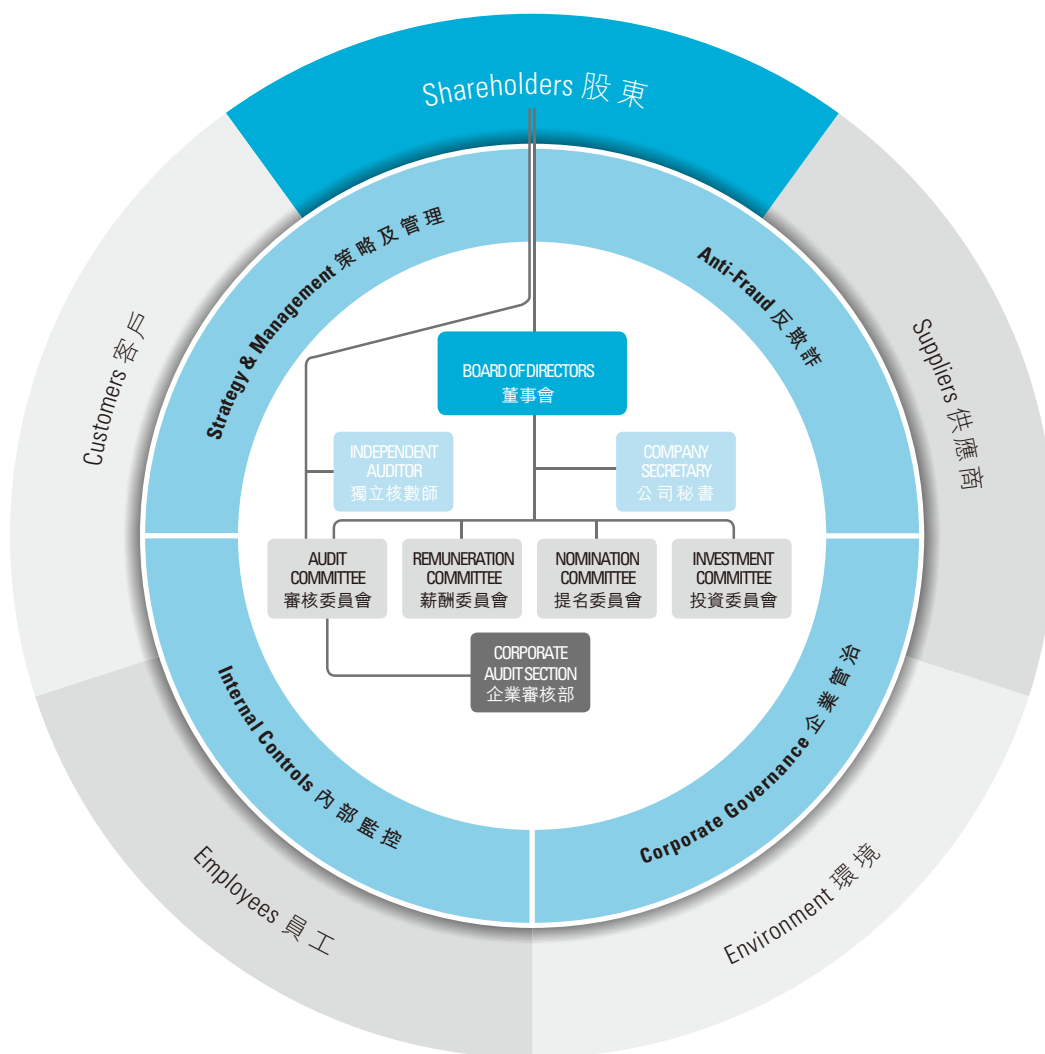 Shareholders 股東
Strategy & Management 策略及管理
Anti-Fraud 反欺詐
Customers 客戶
Suppliers 供應商
BOARD OF DIRECTORS
董事會
INDEPENDENT
AUDITOR
獨立核數師
COMPANY
SECRETARY
公司秘書
AUDIT
COMMITTEE
審核委員會
REMUNERATION
COMMITTEE
薪酬委員會
NOMINATION
COMMITTEE
提名委員會
INVESTMENT
COMMITTEE
投資委員會
CORPORATE
AUDIT SECTION
企業審核部
Internal Controls 內部監控
Corporate Governance 企業管治
Employees 員工
Environment 環境